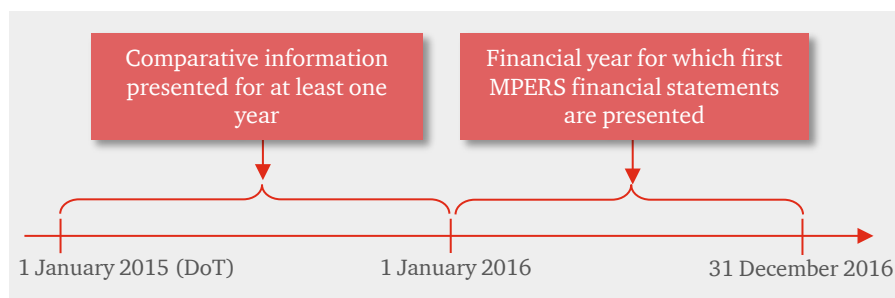 Comparative information
presented for at least one
year
Financial year for which first
MPERS financial statements
are presented
1 January 2015 (DoT)
1 January 2016
31 December 2016